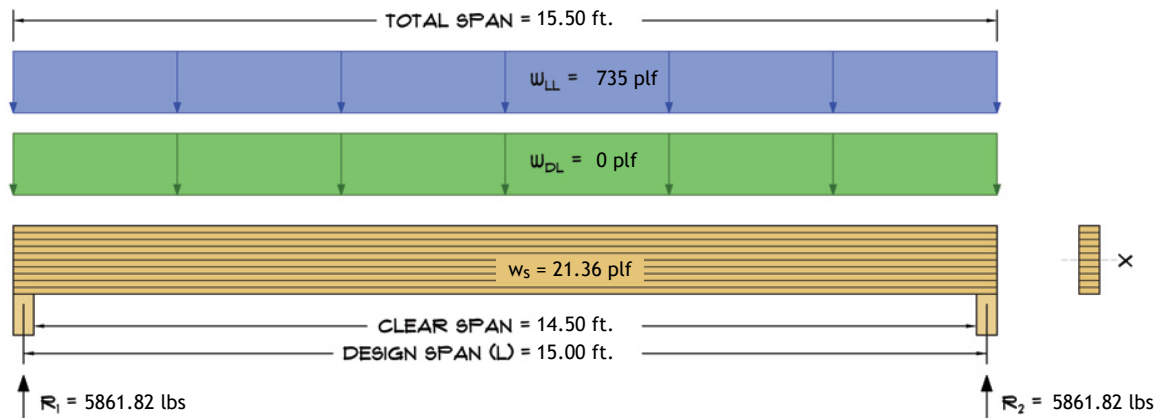 TOTAL SPAN = 15.50 ft.
wLL = 735 plf
wDL = 0 plf
ws = 21.36 plf
X
CLEAR SPAN = 14.50 ft.
DESIGN SPAN (L) = 15.00 ft.
R1 = 5861.82 lbs
R2 = 5861.82 lbs